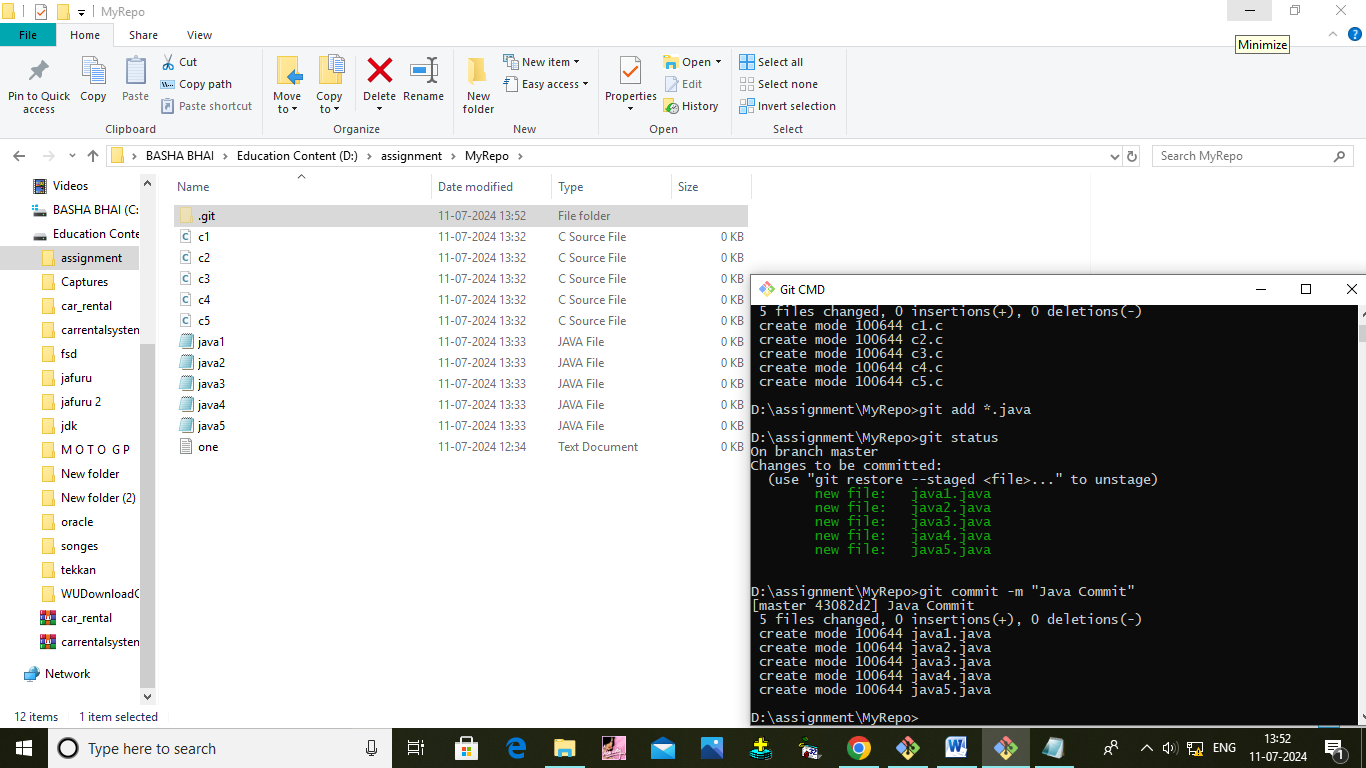 MyRepo
File Home Share View
Minimize
Pin to Quick access
Copy
Paste
Cut
Copy path
Paste shortcut
Clipboard
Move to
Copy to
Delete
Rename
Organize
New folder
New item
Easy access
New
Properties
Open
Edit
History
Open
Select all
Select none
Invert selection
Select
BASHA BHAI > Education Content (D:) > assignment > MyRepo >
Search MyRepo
Videos
BASHA BHAI (C:
Education Conte
assignment
Captures
car_rental
carrentalsystem
fsd
jafuru
jafuru 2
jdk
M O T O G P
New folder
New folder (2)
oracle
songes
tekkan
WUDownloadC
car_rental
carrentalsystem
Network
Name Date modified Type Size
.git 11-07-2024 13:52 File folder
c1 11-07-2024 13:32 C Source File 0 KB
c2 11-07-2024 13:32 C Source File 0 KB
c3 11-07-2024 13:32 C Source File 0 KB
c4 11-07-2024 13:32 C Source File 0 KB
c5 11-07-2024 13:32 C Source File 0 KB
java1 11-07-2024 13:33 JAVA File 0 KB
java2 11-07-2024 13:33 JAVA File 0 KB
java3 11-07-2024 13:33 JAVA File 0 KB
java4 11-07-2024 13:33 JAVA File 0 KB
java5 11-07-2024 13:33 JAVA File 0 KB
one 11-07-2024 12:34 Text Document 0 KB
12 items 1 item selected
Git CMD
5 files changed, 0 insertions(+), 0 deletions(-)
create mode 100644 c1.c
create mode 100644 c2.c
create mode 100644 c3.c
create mode 100644 c4.c
create mode 100644 c5.c
D:\assignment\MyRepo>git add *.java
D:\assignment\MyRepo>git status
On branch master
Changes to be committed:
(use "git restore --staged <file>..." to unstage)
new file: java1.java
new file: java2.java
new file: java3.java
new file: java4.java
new file: java5.java
D:\assignment\MyRepo>git commit -m "Java Commit"
[master 43082d2] Java Commit
5 files changed, 0 insertions(+), 0 deletions(-)
create mode 100644 java1.java
create mode 100644 java2.java
create mode 100644 java3.java
create mode 100644 java4.java
create mode 100644 java5.java
D:\assignment\MyRepo>
Type here to search
ENG
13:52
11-07-2024
1